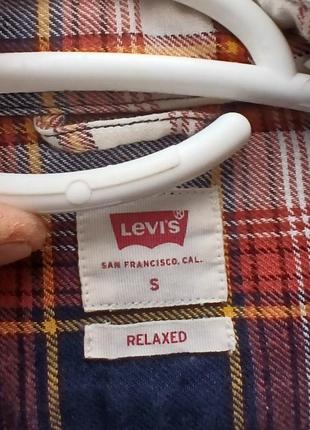 LEVI'S®
SAN FRANCISCO, CAL.
S
RELAXED